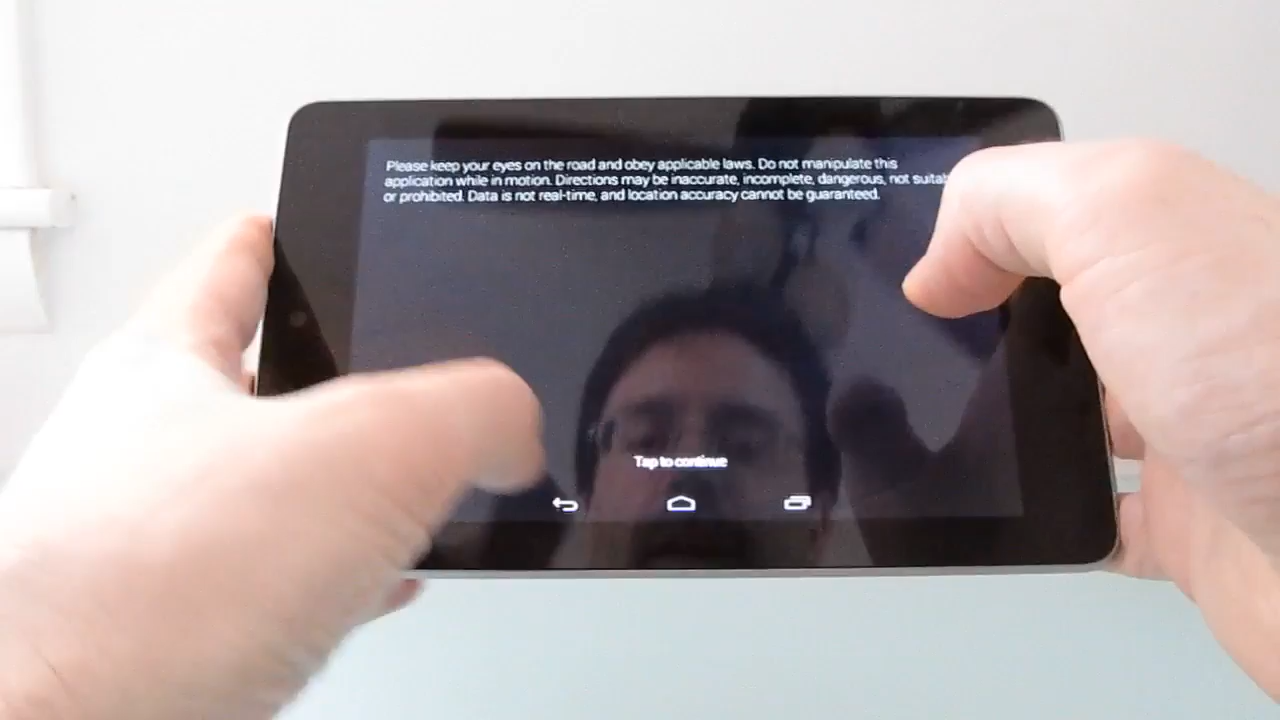 Please keep your eyes on the road and obey applicable laws. Do not manipulate this
application while in motion. Directions may be inaccurate, incomplete, dangerous, not
or prohibited. Data is not real-time, and location accuracy cannot be guaranteed.
Tap to continue